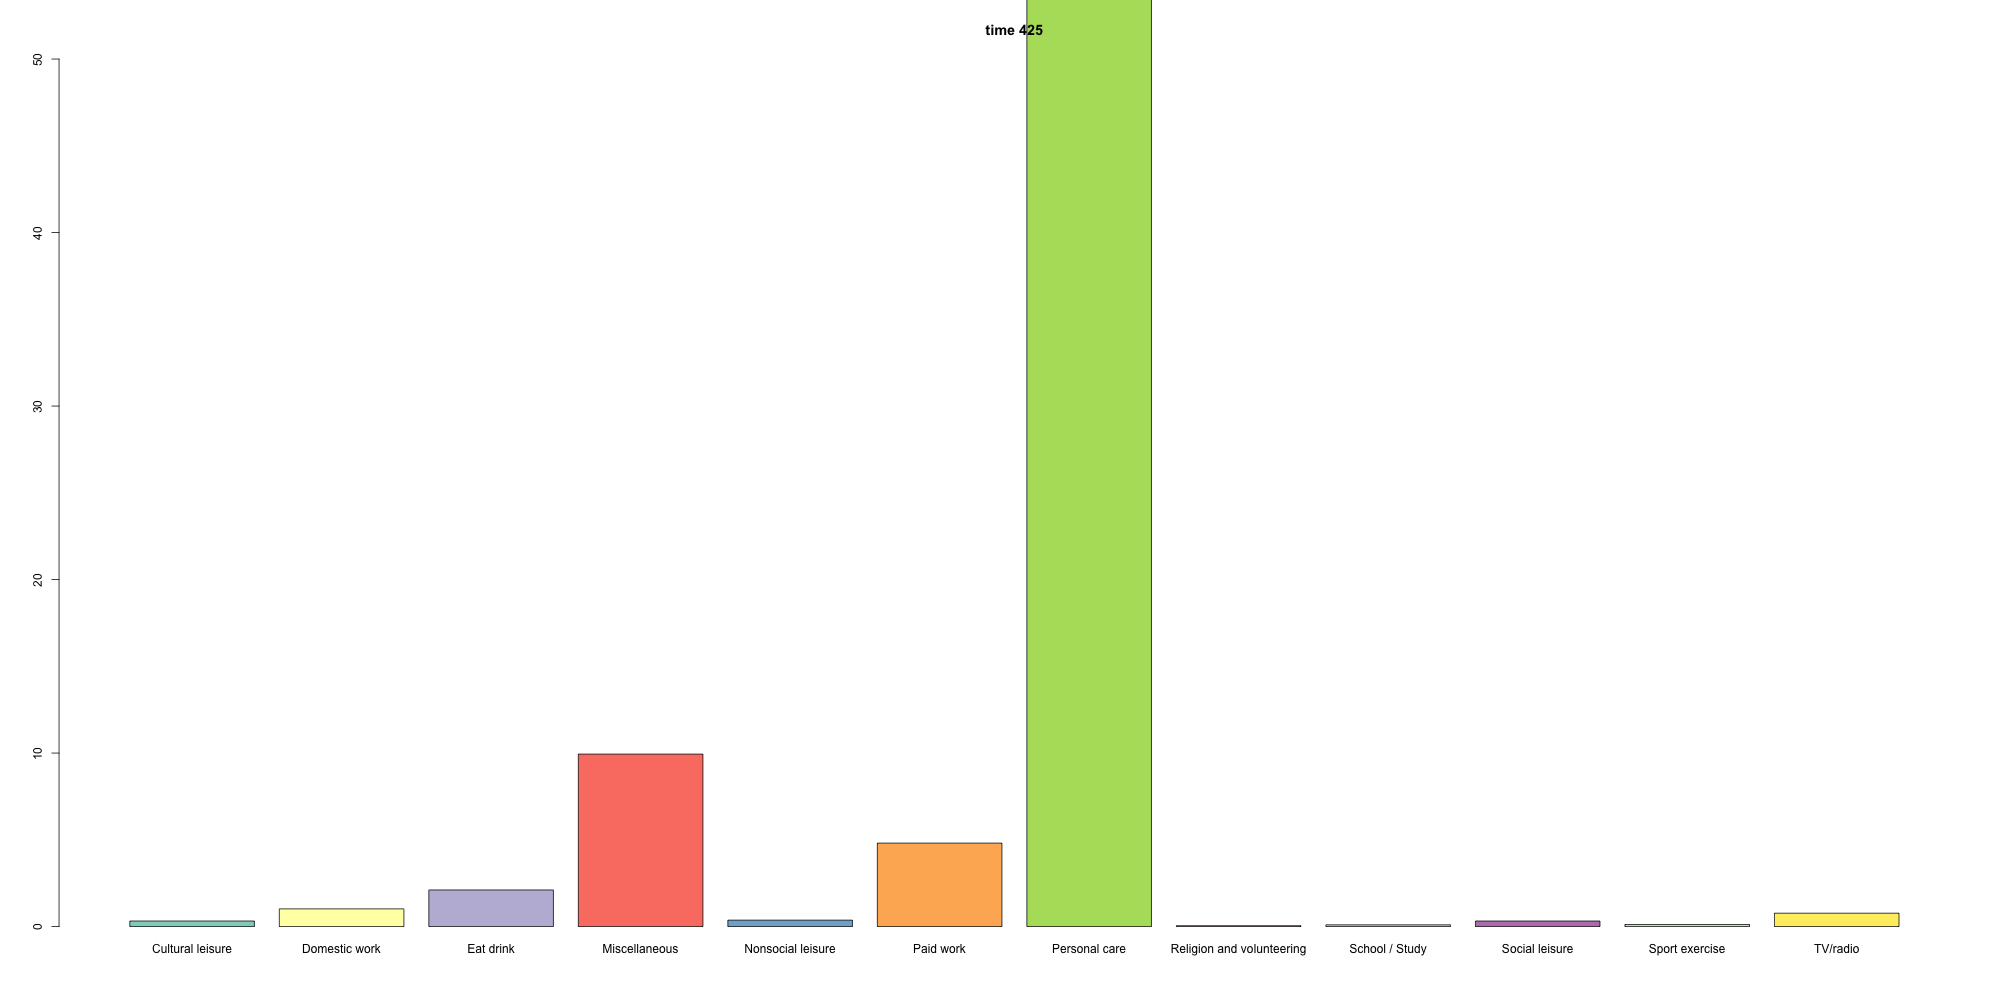 time 425
50
40
30
20
10
0
Cultural leisure
Domestic work
Eat drink
Miscellaneous
Nonsocial leisure
Paid work
Personal care
Religion and volunteering
School / Study
Social leisure
Sport exercise
TV/radio